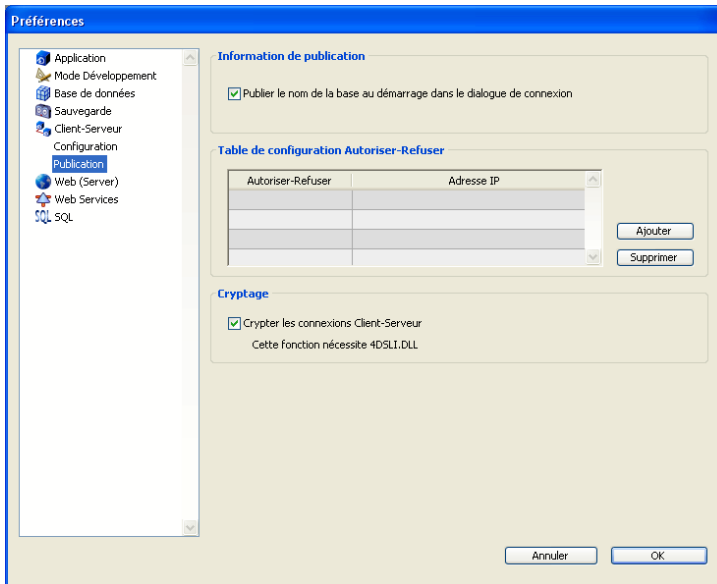 Préférences
Application
Mode Développement
Base de données
Sauvegarde
Client-Serveur
Configuration
Publication
Web (Server)
Web Services
SQL SQL
Information de publication
Publier le nom de la base au démarrage dans le dialogue de connexion
Table de configuration Autoriser-Refuser
Autoriser-Refuser Adresse IP
Ajouter
Supprimer
Cryptage
Crypter les connexions Client-Serveur
Cette fonction nécessite 4DSLI.DLL
Annuler OK